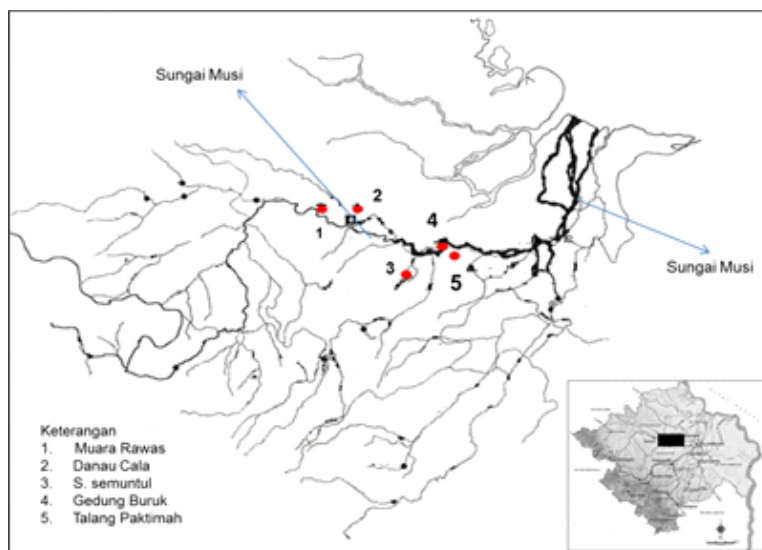 Sungai Musi
2
4
1
Sungai Musi
3
5
Keterangan
1. Muara Rawas
2. Danau Cala
3. S. semuntul
4. Gedung Buruk
5. Talang Paktimah